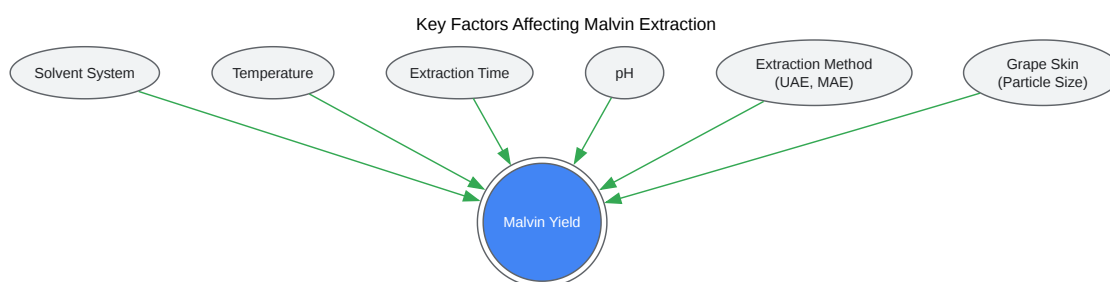 Key Factors Affecting Malvin Extraction
Solvent System
Temperature
Extraction Time
pH
Extraction Method
(UAE, MAE)
Grape Skin
(Particle Size)
Malvin Yield